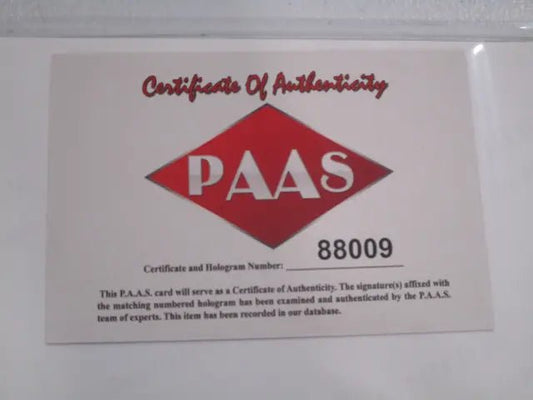 Certificate Of Authenticity
PAAS
Certificate and Hologram Number: 88009
This P.A.A.S. card will serve as a Certificate of Authenticity. The signature(s) affixed with
the matching numbered hologram has been examined and authenticated by the P.A.A.S.
team of experts. This item has been recorded in our database.